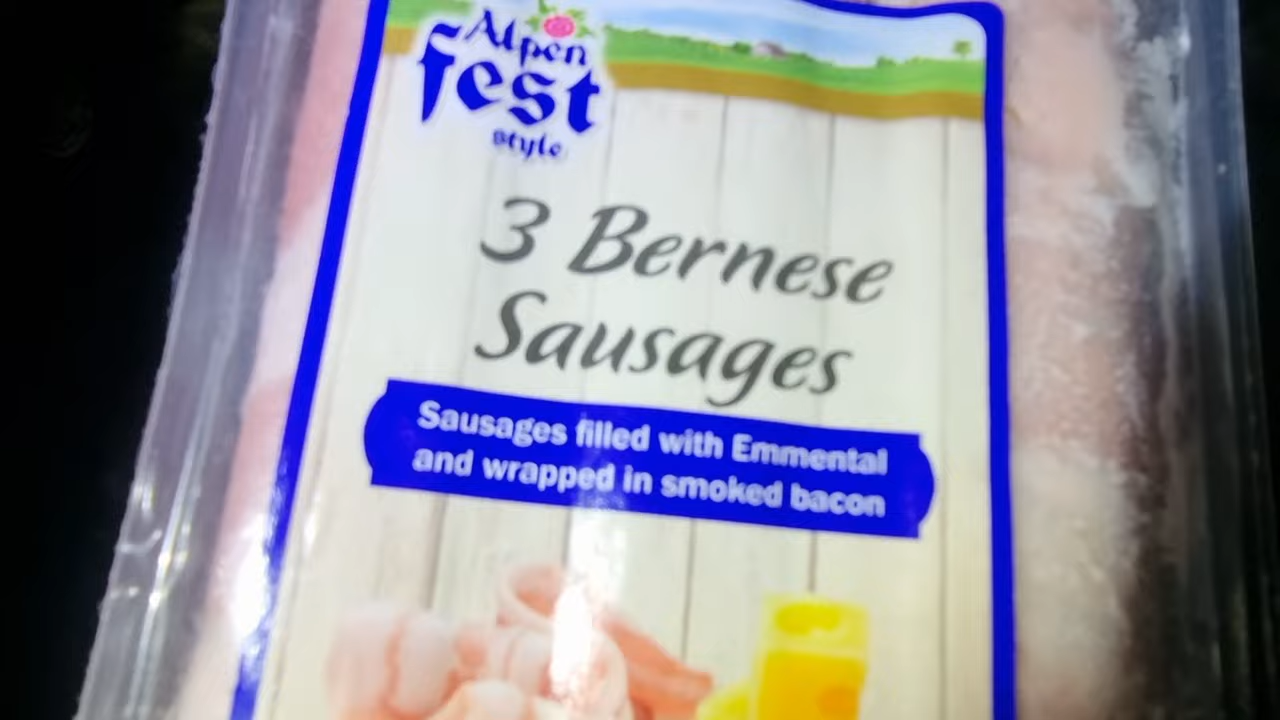 Alpen
fest
style
3 Bernese
Sausages
Sausages filled with Emmental
and wrapped in smoked bacon